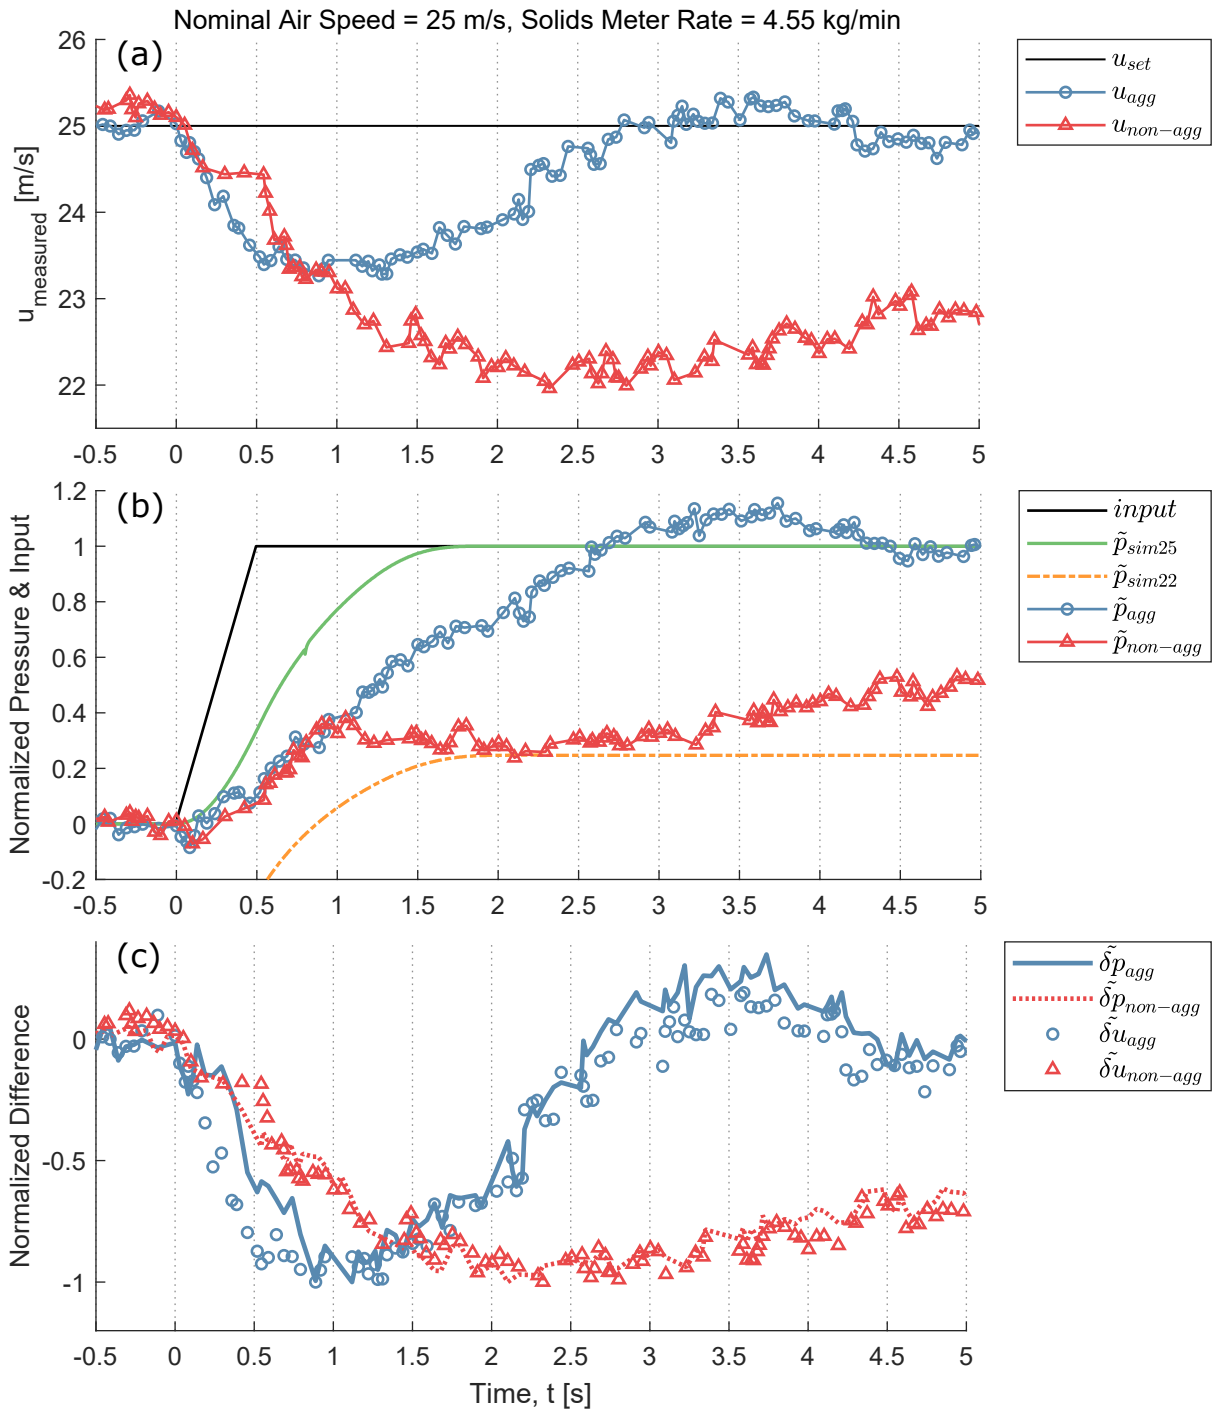 Nominal Air Speed = 25 m/s, Solids Meter Rate = 4.55 kg/min
(a)
26
25
24
23
22
u_measured [m/s]
-0.5 0 0.5 1 1.5 2 2.5 3 3.5 4 4.5 5
u_set
u_agg
u_non-agg
(b)
1.2
1
0.8
0.6
0.4
0.2
0
-0.2
Normalized Pressure & Input
-0.5 0 0.5 1 1.5 2 2.5 3 3.5 4 4.5 5
input
p̃_sim25
p̃_sim22
p̃_agg
p̃_non-agg
(c)
0
-0.5
-1
Normalized Difference
-0.5 0 0.5 1 1.5 2 2.5 3 3.5 4 4.5 5
Time, t [s]
δ̃p_agg
δ̃p_non-agg
δ̃u_agg
δ̃u_non-agg